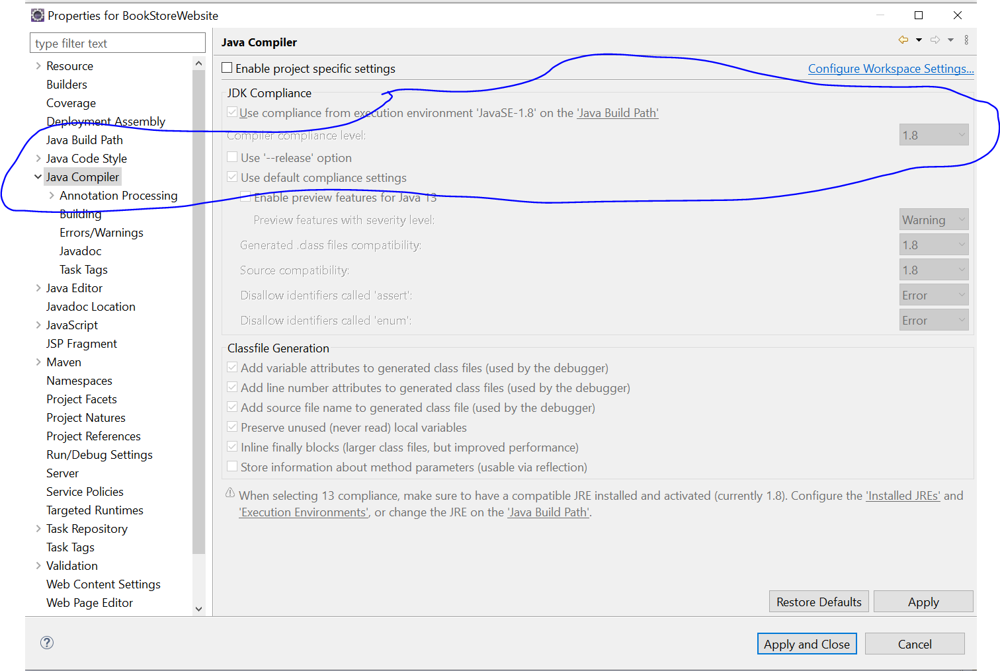 Properties for BookStoreWebsite
type filter text
Resource
Builders
Coverage
Deployment Assembly
Java Build Path
Java Code Style
Java Compiler
Annotation Processing
Building
Errors/Warnings
Javadoc
Task Tags
Java Editor
Javadoc Location
JavaScript
JSP Fragment
Maven
Namespaces
Project Facets
Project Natures
Project References
Run/Debug Settings
Server
Service Policies
Targeted Runtimes
Task Repository
Task Tags
Validation
Web Content Settings
Web Page Editor
Java Compiler
Enable project specific settings
Configure Workspace Settings...
JDK Compliance
Use compliance from execution environment 'JavaSE-1.8' on the 'Java Build Path'
Compiler compliance level: 1.8
Use '--release' option
Use default compliance settings
Enable preview features for Java 13
Preview features with severity level: Warning
Generated .class files compatibility: 1.8
Source compatibility: 1.8
Disallow identifiers called 'assert': Error
Disallow identifiers called 'enum': Error
Classfile Generation
Add variable attributes to generated class files (used by the debugger)
Add line number attributes to generated class files (used by the debugger)
Add source file name to generated class file (used by the debugger)
Preserve unused (never read) local variables
Inline finally blocks (larger class files, but improved performance)
Store information about method parameters (usable via reflection)
When selecting 13 compliance, make sure to have a compatible JRE installed and activated (currently 1.8). Configure the 'Installed JREs' and
'Execution Environments', or change the JRE on the 'Java Build Path'.
Restore Defaults
Apply
?
Apply and Close
Cancel